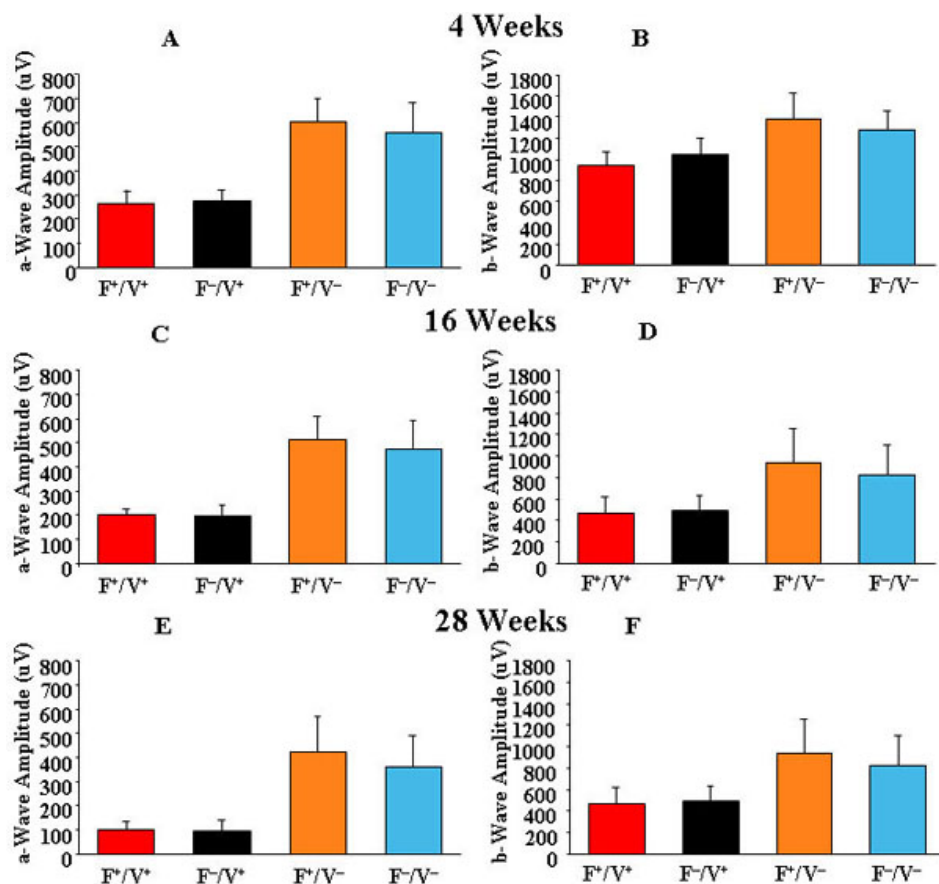 4 Weeks
A
a-Wave Amplitude (uV)
800
700
600
500
400
300
200
100
0
F⁺/V⁺ F⁻/V⁺ F⁺/V⁻ F⁻/V⁻
B
b-Wave Amplitude (uV)
1800
1600
1400
1200
1000
800
600
400
200
0
F⁺/V⁺ F⁻/V⁺ F⁺/V⁻ F⁻/V⁻
16 Weeks
C
a-Wave Amplitude (uV)
800
700
600
500
400
300
200
100
0
F⁺/V⁺ F⁻/V⁺ F⁺/V⁻ F⁻/V⁻
D
b-Wave Amplitude (uV)
1800
1600
1400
1200
1000
800
600
400
200
0
F⁺/V⁺ F⁻/V⁺ F⁺/V⁻ F⁻/V⁻
28 Weeks
E
a-Wave Amplitude (uV)
800
700
600
500
400
300
200
100
0
F⁺/V⁺ F⁻/V⁺ F⁺/V⁻ F⁻/V⁻
F
b-Wave Amplitude (uV)
1800
1600
1400
1200
1000
800
600
400
200
0
F⁺/V⁺ F⁻/V⁺ F⁺/V⁻ F⁻/V⁻